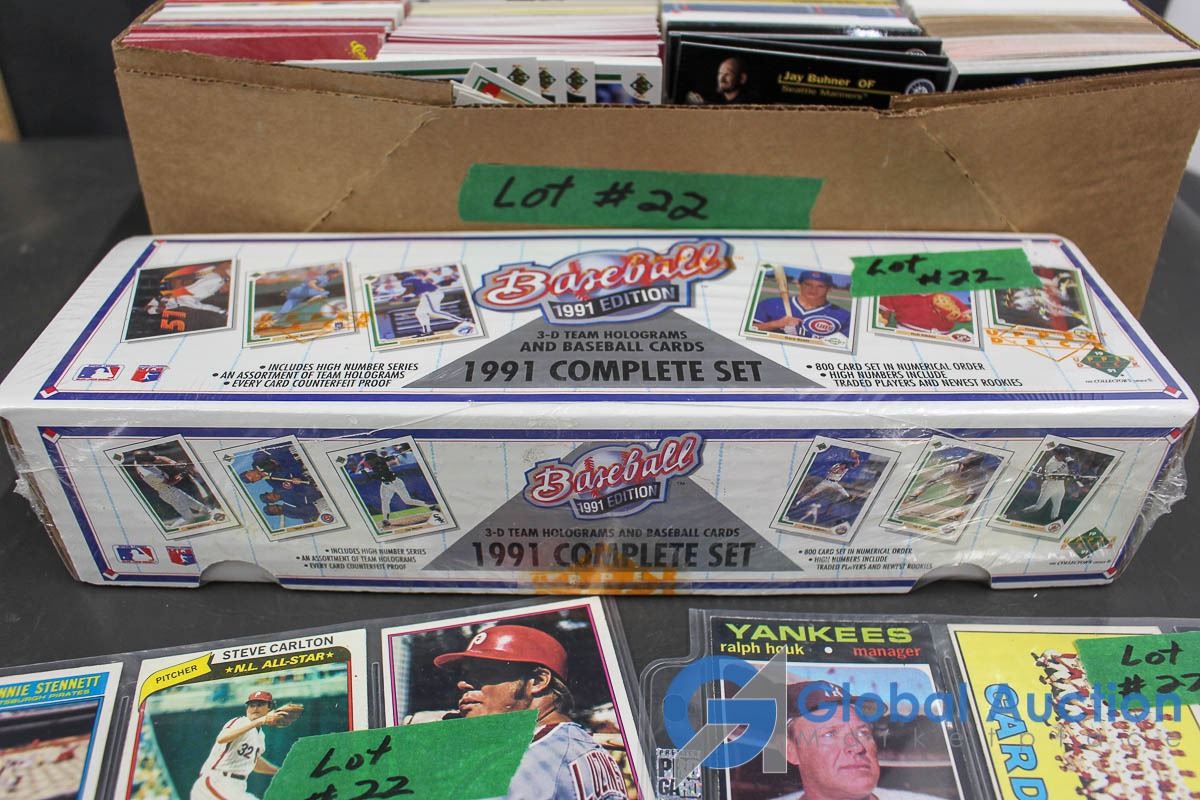 Jay Buhner OF
Seattle Mariners
Lot #22
Lot
#22
Baseball
1991 EDITION
3-D TEAM HOLOGRAMS
AND BASEBALL CARDS
1991 COMPLETE SET
• INCLUDES HIGH NUMBER SERIES
• AN ASSORTMENT OF TEAM HOLOGRAMS
• EVERY CARD COUNTERFEIT PROOF
• 800 CARD SET IN NUMERICAL ORDER
• HIGH NUMBERS INCLUDE
TRADED PLAYERS AND NEWEST ROOKIES
51
Baseball
1991 EDITION
3-D TEAM HOLOGRAMS AND BASEBALL CARDS
1991 COMPLETE SET
• INCLUDES HIGH NUMBER SERIES
• AN ASSORTMENT OF TEAM HOLOGRAMS
• EVERY CARD COUNTERFEIT PROOF
• 800 CARD SET IN NUMERICAL ORDER
• HIGH NUMBERS INCLUDE
TRADED PLAYERS AND NEWEST ROOKIES
NNIE STENNETT
TTSBURGH PIRATES
PITCHER
STEVE CARLTON
★N.L. ALL-STAR★
32
Lot
#22
YANKEES
ralph houk • manager
Lot
#22
CARD
Global Auction